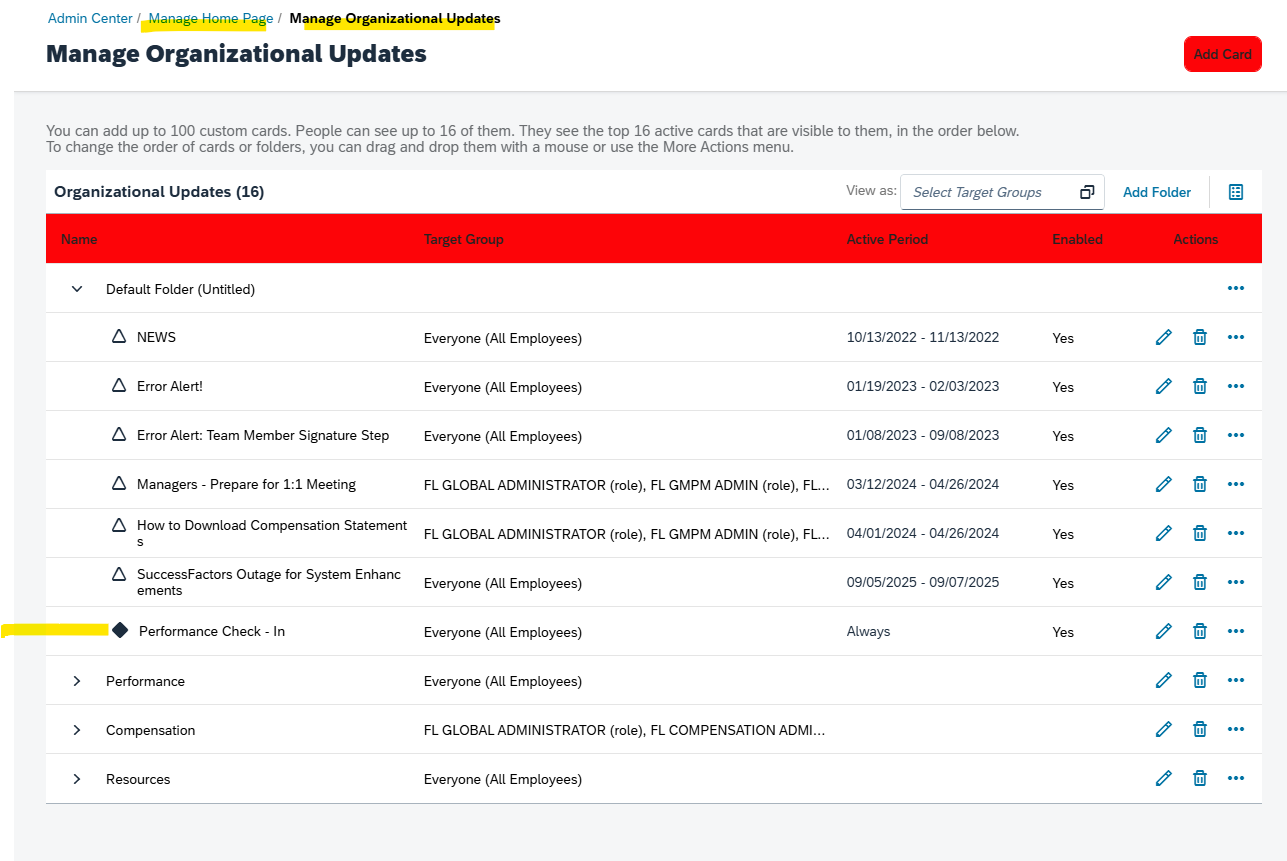 Admin Center / Manage Home Page / Manage Organizational Updates
Manage Organizational Updates
Add Card
You can add up to 100 custom cards. People can see up to 16 of them. They see the top 16 active cards that are visible to them, in the order below.
To change the order of cards or folders, you can drag and drop them with a mouse or use the More Actions menu.
Organizational Updates (16) View as: Select Target Groups Add Folder
Name Target Group Active Period Enabled Actions
Default Folder (Untitled)
NEWS Everyone (All Employees) 10/13/2022 - 11/13/2022 Yes
Error Alert! Everyone (All Employees) 01/19/2023 - 02/03/2023 Yes
Error Alert: Team Member Signature Step Everyone (All Employees) 01/08/2023 - 09/08/2023 Yes
Managers - Prepare for 1:1 Meeting FL GLOBAL ADMINISTRATOR (role), FL GMPM ADMIN (role), FL... 03/12/2024 - 04/26/2024 Yes
How to Download Compensation Statement
s FL GLOBAL ADMINISTRATOR (role), FL GMPM ADMIN (role), FL... 04/01/2024 - 04/26/2024 Yes
SuccessFactors Outage for System Enhanc
ements Everyone (All Employees) 09/05/2025 - 09/07/2025 Yes
Performance Check - In Everyone (All Employees) Always Yes
Performance Everyone (All Employees)
Compensation FL GLOBAL ADMINISTRATOR (role), FL COMPENSATION ADMI...
Resources Everyone (All Employees)